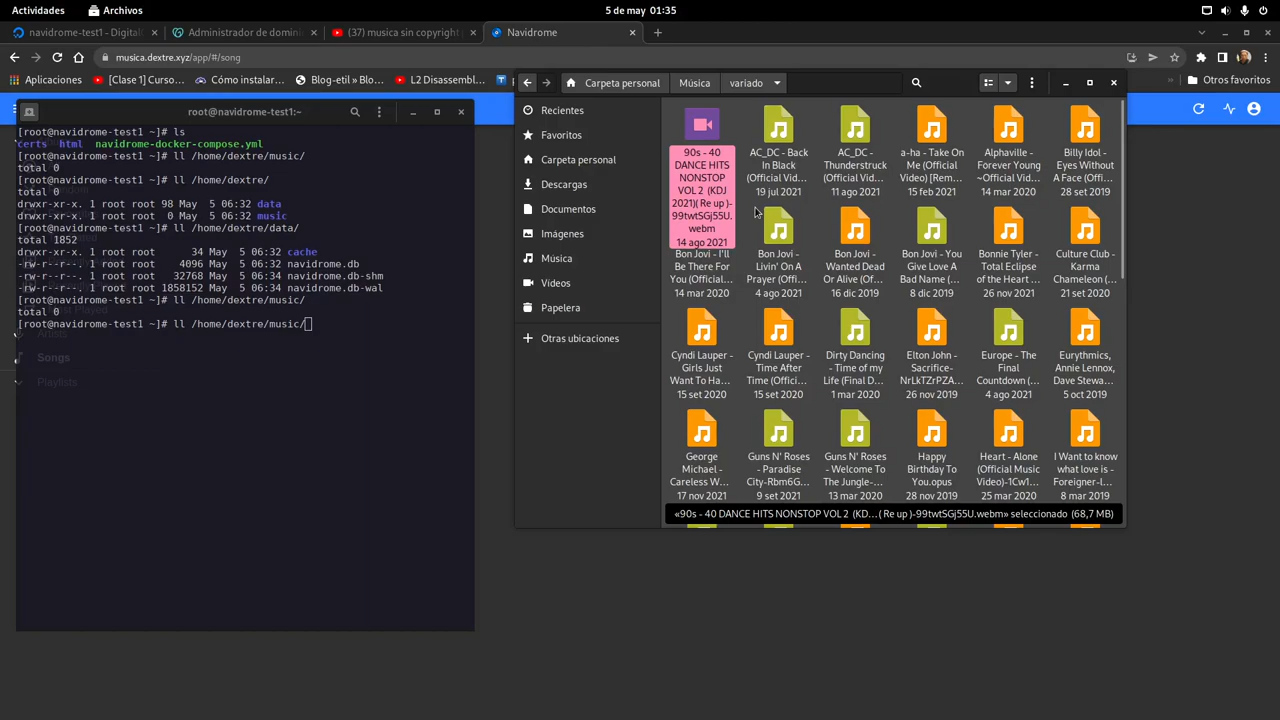 Actividades
Archivos
5 de may 01:35
navidrome-test1 - Digital
Administrador de domini
(37) musica sin copyright
Navidrome
musica.dextre.xyz/app/#/song
Aplicaciones
[Clase 1] Curso...
Cómo instalar...
Blog-etil » Blo...
L2 Disassembl...
Otros favoritos
root@navidrome-test1:~
[root@navidrome-test1 ~]# ls
certs html navidrome-docker-compose.yml
[root@navidrome-test1 ~]# ll /home/dextre/music/
total 0
[root@navidrome-test1 ~]# ll /home/dextre/
total 0
drwxr-xr-x. 1 root root 98 May 5 06:32 data
drwxr-xr-x. 1 root root 0 May 5 06:32 music
[root@navidrome-test1 ~]# ll /home/dextre/data/
total 1852
drwxr-xr-x. 1 root root 34 May 5 06:32 cache
-rw-r--r--. 1 root root 4096 May 5 06:32 navidrome.db
-rw-r--r--. 1 root root 32768 May 5 06:34 navidrome.db-shm
-rw-r--r--. 1 root root 1858152 May 5 06:34 navidrome.db-wal
[root@navidrome-test1 ~]# ll /home/dextre/music/
total 0
[root@navidrome-test1 ~]# ll /home/dextre/music/
Artists
Songs
Playlists
Carpeta personal
Música
variado
Recientes
Favoritos
Carpeta personal
Descargas
Documentos
Imágenes
Música
Vídeos
Papelera
Otras ubicaciones
90s - 40
DANCE HITS
NONSTOP
VOL 2 (KDJ
2021)( Re up )-
99twtSGj55U.
webm
14 ago 2021
AC_DC - Back
In Black
(Official Vid...
19 jul 2021
AC_DC -
Thunderstruck
(Official Vid...
11 ago 2021
a-ha - Take On
Me (Official
Video) [Rem...
15 feb 2021
Alphaville -
Forever Young
~Official Vid...
14 mar 2020
Billy Idol -
Eyes Without
A Face (Offi...
28 set 2019
Bon Jovi - I'll
Be There For
You (Official...
14 mar 2020
Bon Jovi -
Livin' On A
Prayer (Offici...
4 ago 2021
Bon Jovi -
Wanted Dead
Or Alive (Of...
16 dic 2019
Bon Jovi -
You Give Love
A Bad Name (...
8 dic 2019
Bonnie Tyler -
Total Eclipse
of the Heart ...
26 nov 2021
Culture Club -
Karma
Chameleon (...
21 set 2020
Cyndi Lauper -
Girls Just
Want To Ha...
15 set 2020
Cyndi Lauper -
Time After
Time (Offici...
15 set 2020
Dirty Dancing
- Time of my
Life (Final D...
1 mar 2020
Elton John -
Sacrifice-
NrLkTZrPZA...
26 nov 2019
Europe - The
Final
Countdown (...
4 ago 2021
Eurythmics,
Annie Lennox,
Dave Stewa...
5 oct 2019
George
Michael -
Careless W...
17 nov 2021
Guns N' Roses
- Paradise
City-Rbm6G...
9 set 2021
Guns N' Roses
- Welcome To
The Jungle-...
13 mar 2020
Happy
Birthday To
You.opus
28 nov 2019
Heart - Alone
(Official Music
Video)-1Cw1...
25 mar 2020
I Want to know
what love is -
Foreigner-l...
8 mar 2019
«90s - 40 DANCE HITS NONSTOP VOL 2 (KD...( Re up )-99twtSGj55U.webm» seleccionado (68,7 MB)